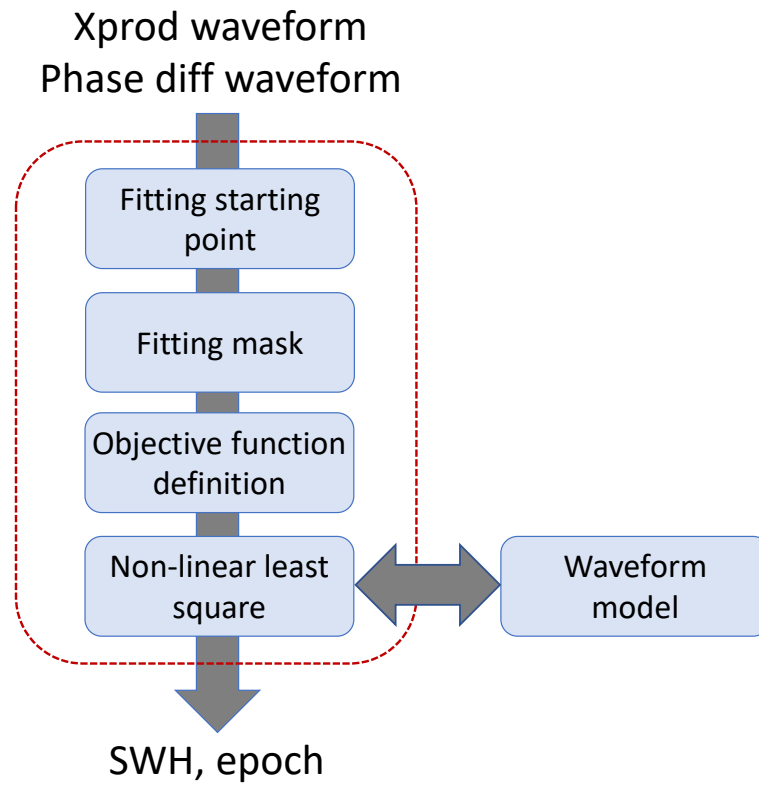 Xprod waveform
Phase diff waveform
Fitting starting
point
Fitting mask
Objective function
definition
Non-linear least
square
Waveform
model
SWH, epoch